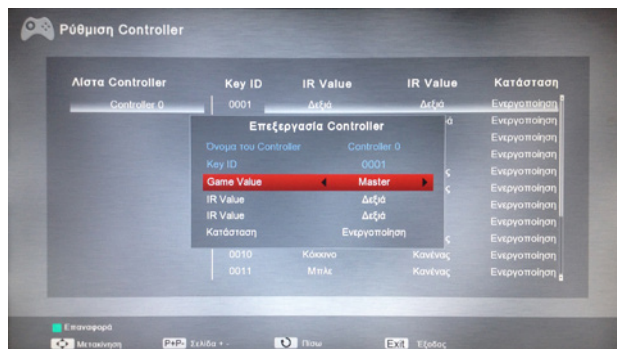 Ρύθμιση Controller
Λίστα Controller Key ID IR Value IR Value Κατάσταση
Controller 0 0001 Δεξιά Δεξιά Ενεργοποίηση
Ενεργοποίηση
Ενεργοποίηση
Ενεργοποίηση
Ενεργοποίηση
Ενεργοποίηση
Ενεργοποίηση
Ενεργοποίηση
Ενεργοποίηση
Επεξεργασία Controller
Όνομα του Controller Controller 0
Key ID 0001
Game Value Master
IR Value Δεξιά
IR Value Δεξιά
Κατάσταση Ενεργοποίηση
0010 Κόκκινο Κανένας Ενεργοποίηση
0011 Μπλε Κανένας Ενεργοποίηση
Επαναφορά
Μετακίνηση P+P- Σελίδα + - Πίσω Exit Έξοδος